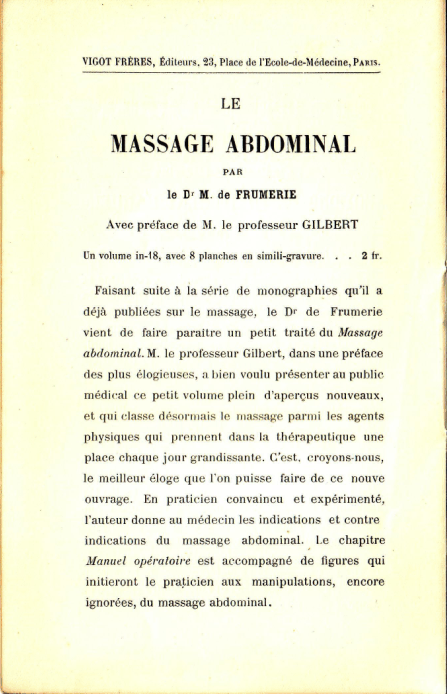 VIGOT FRÈRES, Éditeurs, 23, Place de l'Ecole-de-Médecine, PARIS.
LE
MASSAGE ABDOMINAL
PAR
le Dr M. de FRUMERIE
Avec préface de M. le professeur GILBERT
Un volume in-18, avec 8 planches en simili-gravure. . . 2 fr.
Faisant suite à la série de monographies qu'il a
déjà publiées sur le massage, le Dr de Frumerie
vient de faire paraître un petit traité du Massage
abdominal. M. le professeur Gilbert, dans une préface
des plus élogieuses, a bien voulu présenter au public
médical ce petit volume plein d'aperçus nouveaux,
et qui classe désormais le massage parmi les agents
physiques qui prennent dans la thérapeutique une
place chaque jour grandissante. C'est, croyons-nous,
le meilleur éloge que l'on puisse faire de ce nouve
ouvrage. En praticien convaincu et expérimenté,
l'auteur donne au médecin les indications et contre
indications du massage abdominal. Le chapitre
Manuel opératoire est accompagné de figures qui
initieront le praticien aux manipulations, encore
ignorées, du massage abdominal.